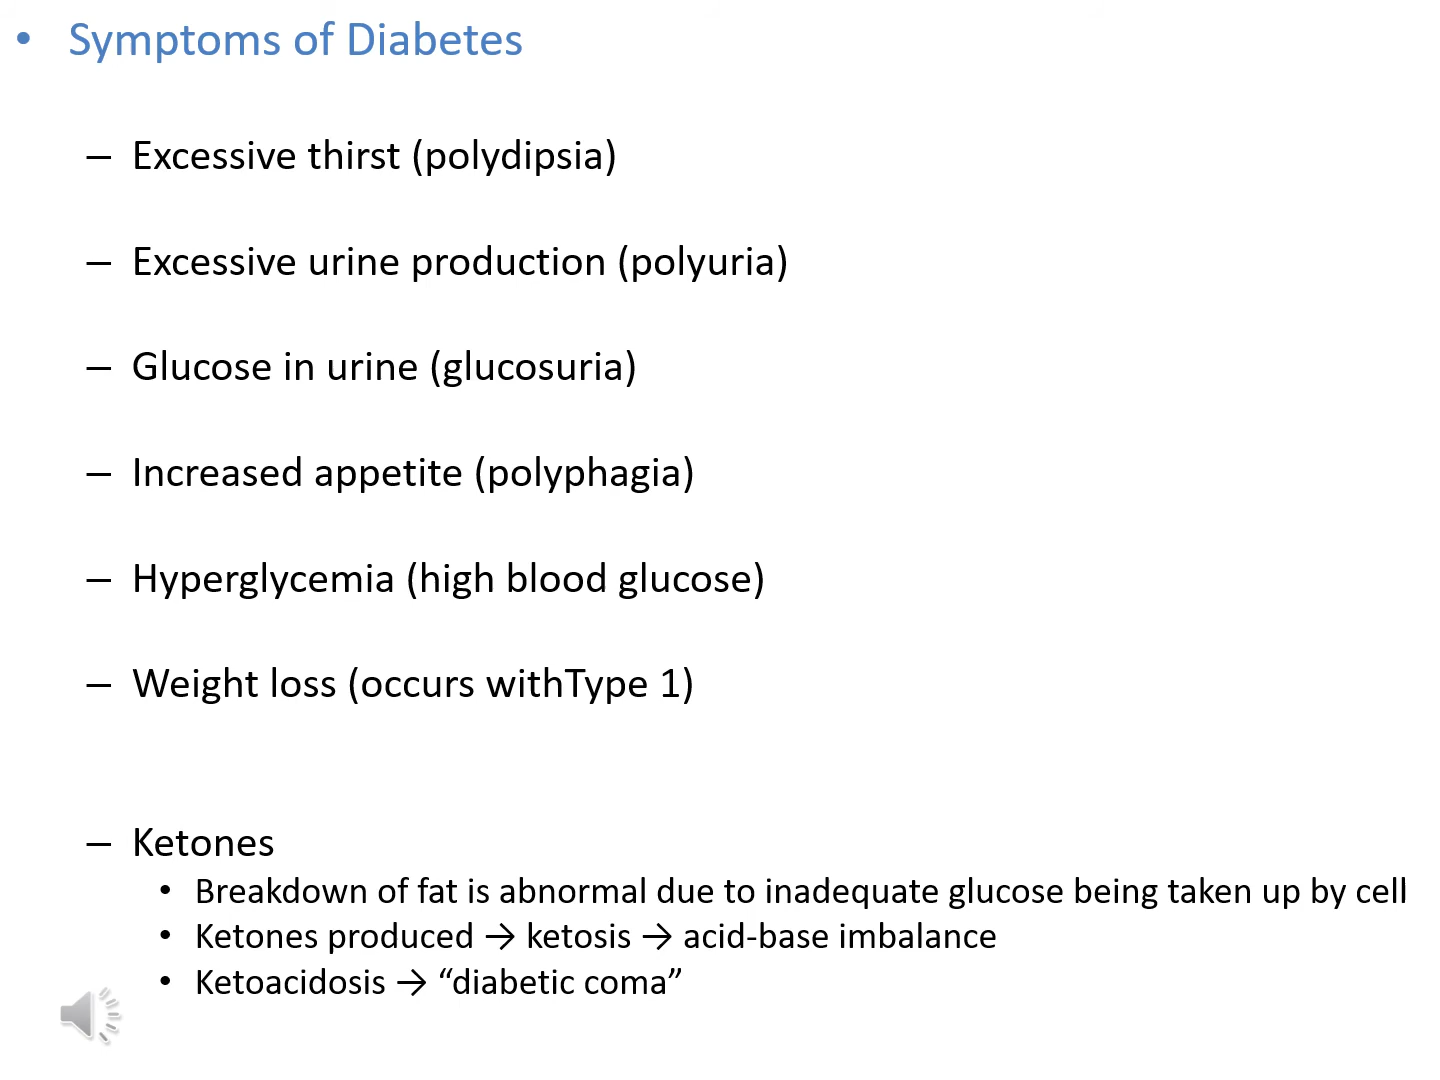 • Symptoms of Diabetes
– Excessive thirst (polydipsia)
– Excessive urine production (polyuria)
– Glucose in urine (glucosuria)
– Increased appetite (polyphagia)
– Hyperglycemia (high blood glucose)
– Weight loss (occurs withType 1)
– Ketones
• Breakdown of fat is abnormal due to inadequate glucose being taken up by cell
• Ketones produced → ketosis → acid-base imbalance
• Ketoacidosis → “diabetic coma”